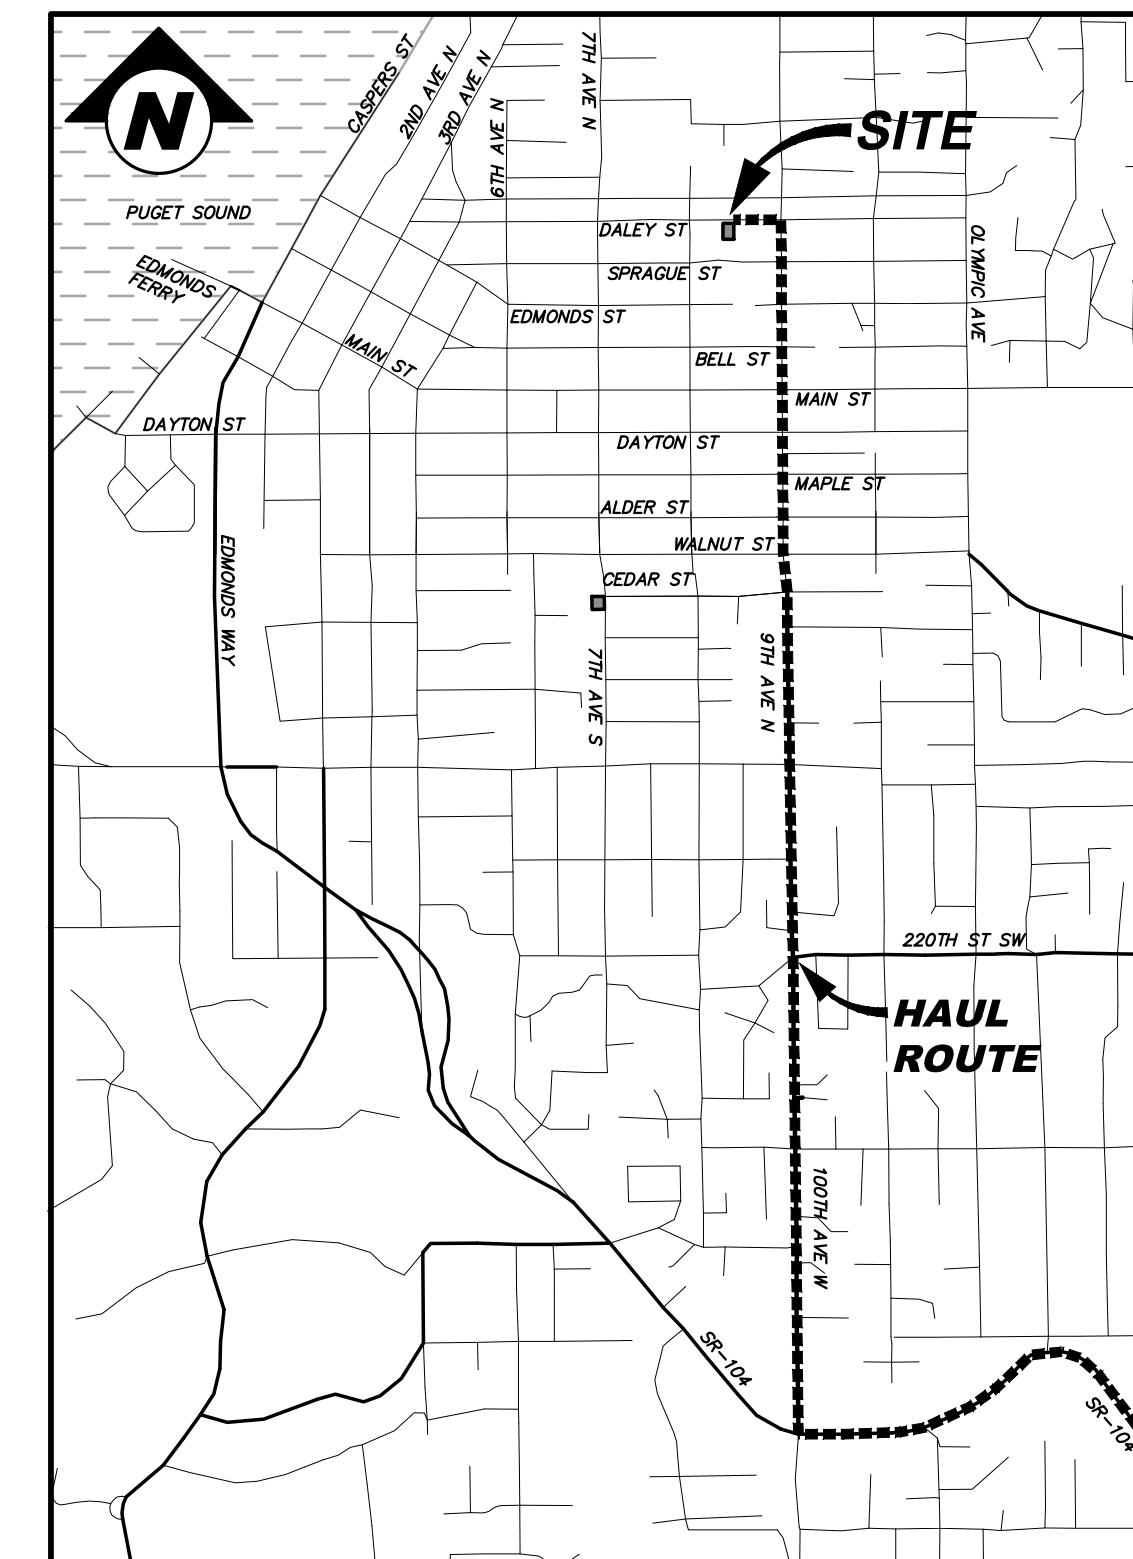 N
CASPERS ST
2ND AVE N
3RD AVE N
6TH AVE N
7TH AVE N
SITE
PUGET SOUND
DALEY ST
OLYMPIC AVE
EDMONDS
FERRY
SPRAGUE ST
EDMONDS ST
MAIN ST
BELL ST
MAIN ST
DAYTON ST
DAYTON ST
MAPLE ST
ALDER ST
WALNUT ST
CEDAR ST
EDMONDS WAY
7TH AVE S
9TH AVE N
220TH ST SW
HAUL
ROUTE
100TH AVE W
SR-104
SR-104